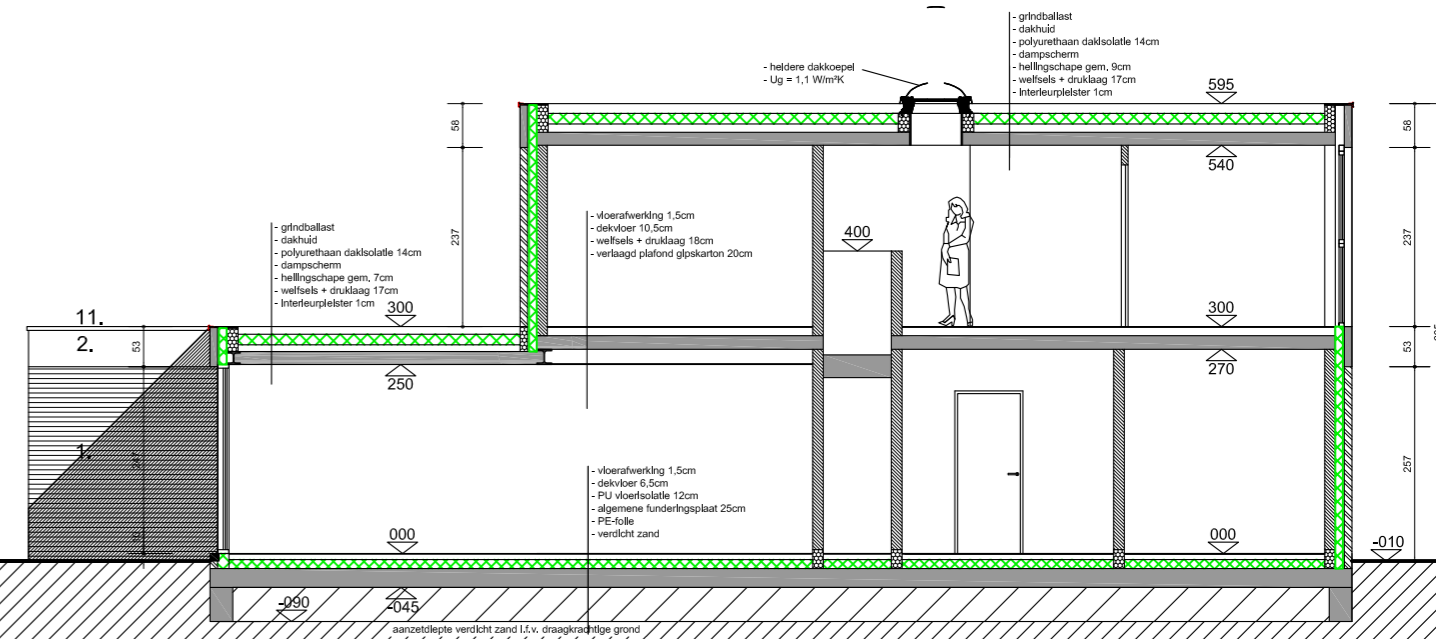 - grindballast
- dakhuid
- polyurethaan dakisolatie 14cm
- dampscherm
- hellingschape gem. 9cm
- welfsels + druklaag 17cm
- interieurpleister 1cm
- heldere dakkoepel
- Ug = 1,1 W/m²K
595
58
58
540
- grindballast
- dakhuid
- polyurethaan dakisolatie 14cm
- dampscherm
- hellingschape gem. 7cm
- welfsels + druklaag 17cm
- interieurpleister 1cm
237
- vloerafwerking 1,5cm
- dekvloer 10,5cm
- welfsels + druklaag 18cm
- verlaagd plafond gipskarton 20cm
400
237
300
300
11.
2.
53
53
250
270
1.
247
257
- vloerafwerking 1,5cm
- dekvloer 6,5cm
- PU vloerisolatie 12cm
- algemene funderingsplaat 25cm
- PE-folie
- verdicht zand
10
000
000
-010
-090
-045
aanzetdiepte verdicht zand i.f.v. draagkrachtige grond